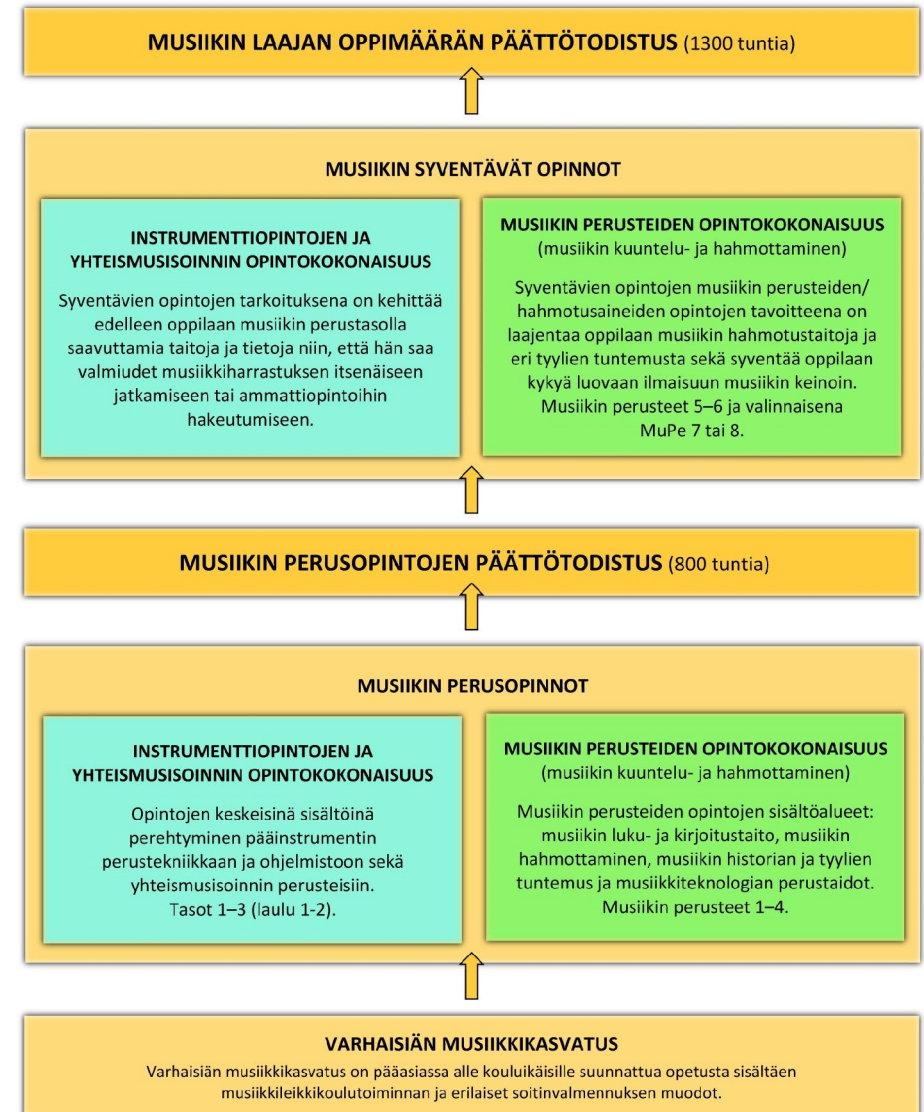 MUSIIKIN LAAJAN OPPIMÄÄRÄN PÄÄTTÖTODISTUS (1300 tuntia)
MUSIIKIN SYVENTÄVÄT OPINNOT
INSTRUMENTTIOPINTOJEN JA
YHTEISMUSISOINNIN OPINTOKOKONAISUUS
Syventävien opintojen tarkoituksena on kehittää
edelleen oppilaan musiikin perustasolla
saavuttamia taitoja ja tietoja niin, että hän saa
valmiudet musiikkiharrastuksen itsenäiseen
jatkamiseen tai ammattiopintoihin
hakeutumiseen.
MUSIIKIN PERUSTEIDEN OPINTOKOKONAISUUS
(musiikin kuuntelu- ja hahmottaminen)
Syventävien opintojen musiikin perusteiden/
hahmotusaineiden opintojen tavoitteena on
laajentaa oppilaan musiikin hahmotustaitoja ja
eri tyylien tuntemusta sekä syventää oppilaan
kykyä luovaan ilmaisuun musiikin keinoin.
Musiikin perusteet 5–6 ja valinnaisena
MuPe 7 tai 8.
MUSIIKIN PERUSOPINTOJEN PÄÄTTÖTODISTUS (800 tuntia)
MUSIIKIN PERUSOPINNOT
INSTRUMENTTIOPINTOJEN JA
YHTEISMUSISOINNIN OPINTOKOKONAISUUS
Opintojen keskeisinä sisältöinä
perehtyminen pääinstrumentin
perustekniikkaan ja ohjelmistoon sekä
yhteismusisoinnin perusteisiin.
Tasot 1–3 (laulu 1-2).
MUSIIKIN PERUSTEIDEN OPINTOKOKONAISUUS
(musiikin kuuntelu- ja hahmottaminen)
Musiikin perusteiden opintojen sisältöalueet:
musiikin luku- ja kirjoitustaito, musiikin
hahmottaminen, musiikin historian ja tyylien
tuntemus ja musiikkiteknologian perustaidot.
Musiikin perusteet 1–4.
VARHAISIÄN MUSIIKKIKASVATUS
Varhaisiän musiikkikasvatus on pääasiassa alle kouluikäisille suunnattua opetusta sisältäen
musiikkileikkikoulutoiminnan ja erilaiset soitinvalmennuksen muodot.